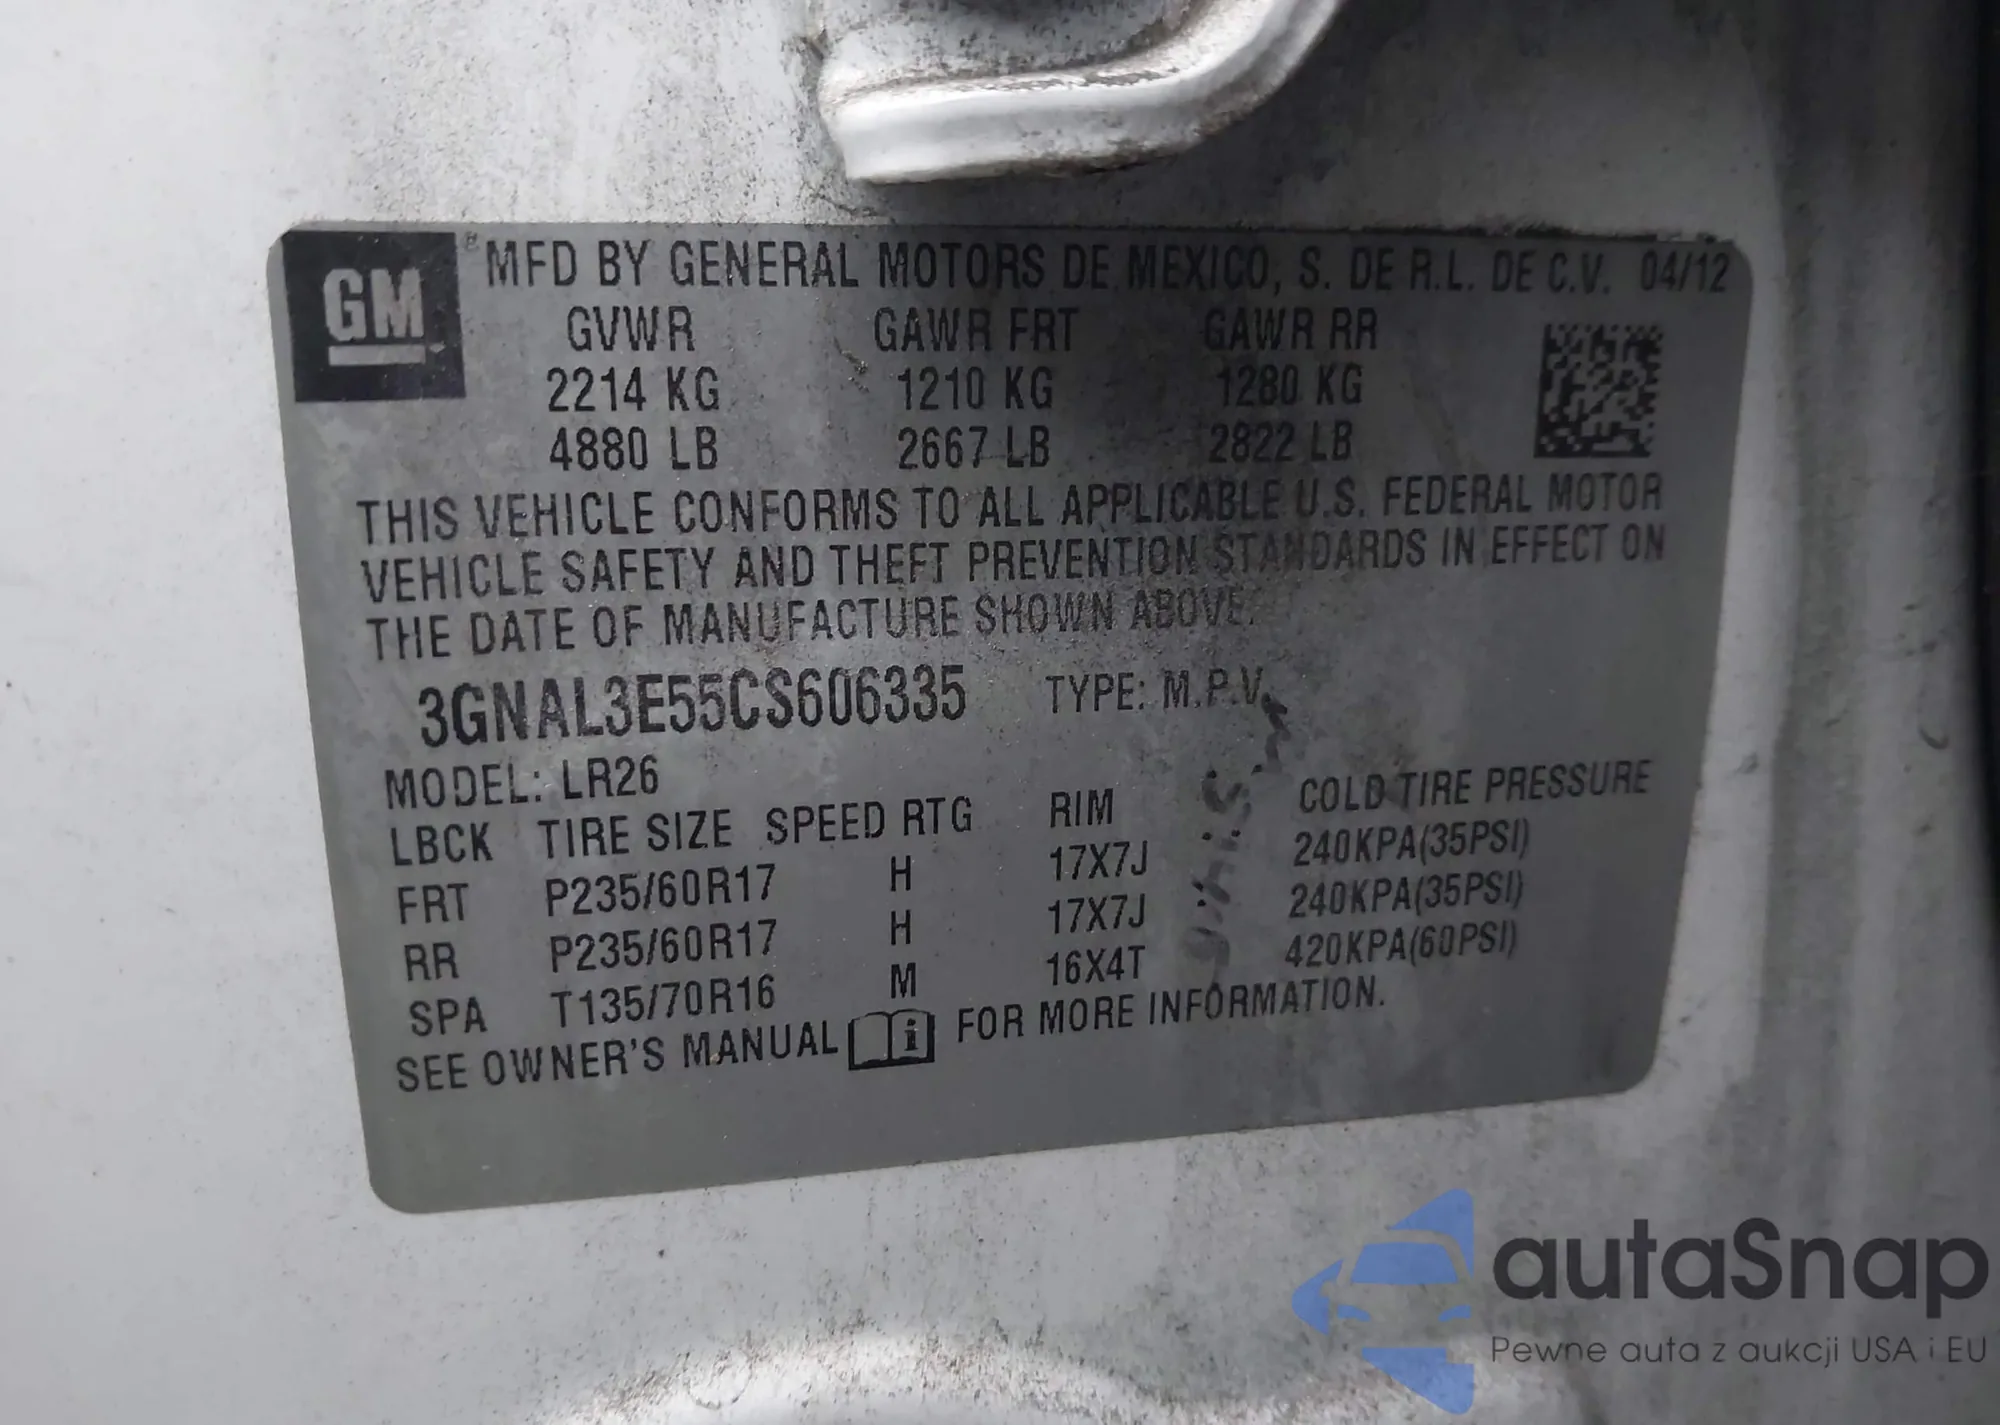 GM
® MFD BY GENERAL MOTORS DE MEXICO, S. DE R.L. DE C.V. 04/12
GVWR GAWR FRT GAWR RR
2214 KG 1210 KG 1280 KG
4880 LB 2667 LB 2822 LB
THIS VEHICLE CONFORMS TO ALL APPLICABLE U.S. FEDERAL MOTOR
VEHICLE SAFETY AND THEFT PREVENTION STANDARDS IN EFFECT ON
THE DATE OF MANUFACTURE SHOWN ABOVE.
3GNAL3E55CS606335 TYPE: M.P.V.
MODEL: LR26
LBCK TIRE SIZE SPEED RTG RIM COLD TIRE PRESSURE
FRT P235/60R17 H 17X7J 240KPA(35PSI)
RR P235/60R17 H 17X7J 240KPA(35PSI)
SPA T135/70R16 M 16X4T 420KPA(60PSI)
SEE OWNER'S MANUAL i FOR MORE INFORMATION.
autaSnap
Pewne auta z aukcji USA i EU